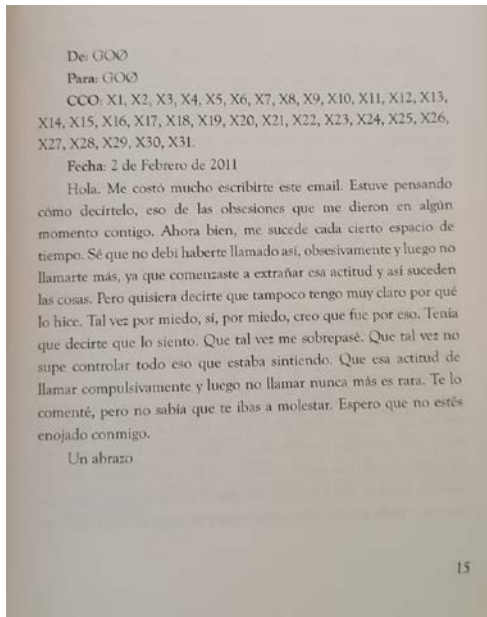 De: GOØ
Para: GOØ
CCO: X1, X2, X3, X4, X5, X6, X7, X8, X9, X10, X11, X12, X13,
X14, X15, X16, X17, X18, X19, X20, X21, X22, X23, X24, X25, X26,
X27, X28, X29, X30, X31.
Fecha: 2 de Febrero de 2011
Hola. Me costó mucho escribirte este email. Estuve pensando
cómo decírtelo, eso de las obsesiones que me dieron en algún
momento contigo. Ahora bien, me sucede cada cierto espacio de
tiempo. Sé que no debí haberte llamado así, obsesivamente y luego no
llamarte más, ya que comenzaste a extrañar esa actitud y así suceden
las cosas. Pero quisiera decirte que tampoco tengo muy claro por qué
lo hice. Tal vez por miedo, sí, por miedo, creo que fue por eso. Tenía
que decirte que lo siento. Que tal vez me sobrepasé. Que tal vez no
supe controlar todo eso que estaba sintiendo. Que esa actitud de
llamar compulsivamente y luego no llamar nunca más es rara. Te lo
comenté, pero no sabía que te ibas a molestar. Espero que no estés
enojado conmigo.
Un abrazo
15